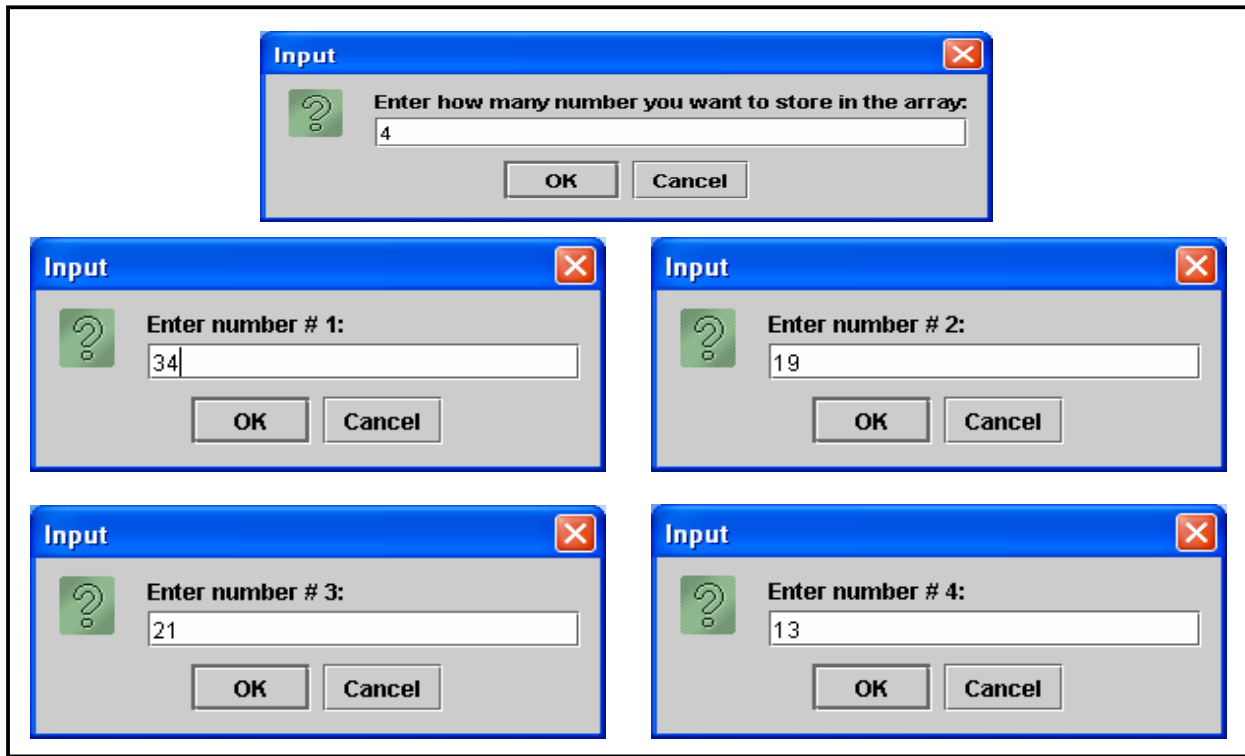 Input
Enter how many number you want to store in the array:
4
OK Cancel
Input
Enter number # 1:
34
OK Cancel
Input
Enter number # 2:
19
OK Cancel
Input
Enter number # 3:
21
OK Cancel
Input
Enter number # 4:
13
OK Cancel